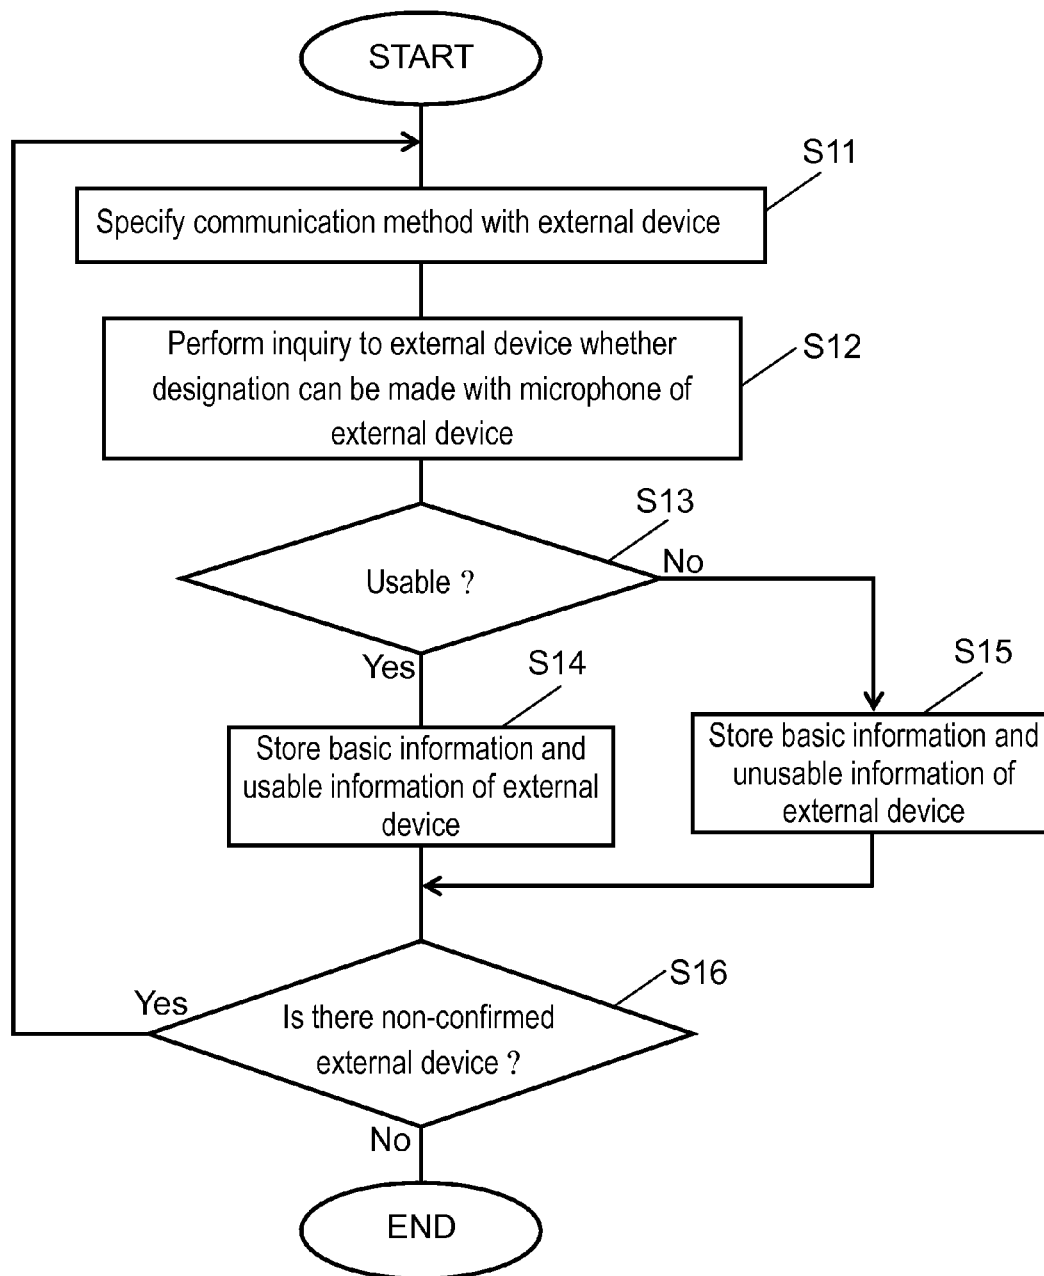 START
S11
Specify communication method with external device
Perform inquiry to external device whether
designation can be made with microphone of
external device
S12
S13
Usable ?
No
Yes
S14
S15
Store basic information and
usable information of external
device
Store basic information and
unusable information of
external device
S16
Yes
Is there non-confirmed
external device ?
No
END